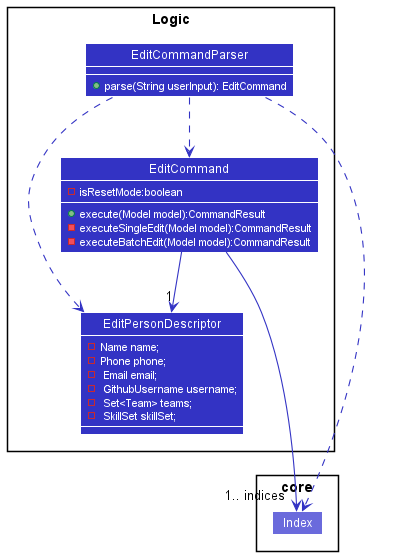 Logic
EditCommandParser
parse(String userInput): EditCommand
EditCommand
isResetMode:boolean
execute(Model model):CommandResult
executeSingleEdit(Model model):CommandResult
executeBatchEdit(Model model):CommandResult
1
EditPersonDescriptor
Name name;
Phone phone;
Email email;
GithubUsername username;
Set<Team> teams;
SkillSet skillSet;
core
1.. indices
Index